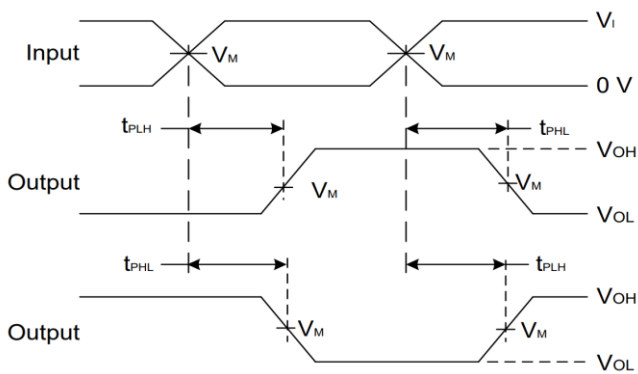 Input VM VM VI
0 V
tPLH tPHL
VOH
Output VM VM
VOL
tPHL tPLH
VOH
Output VM VM
VOL